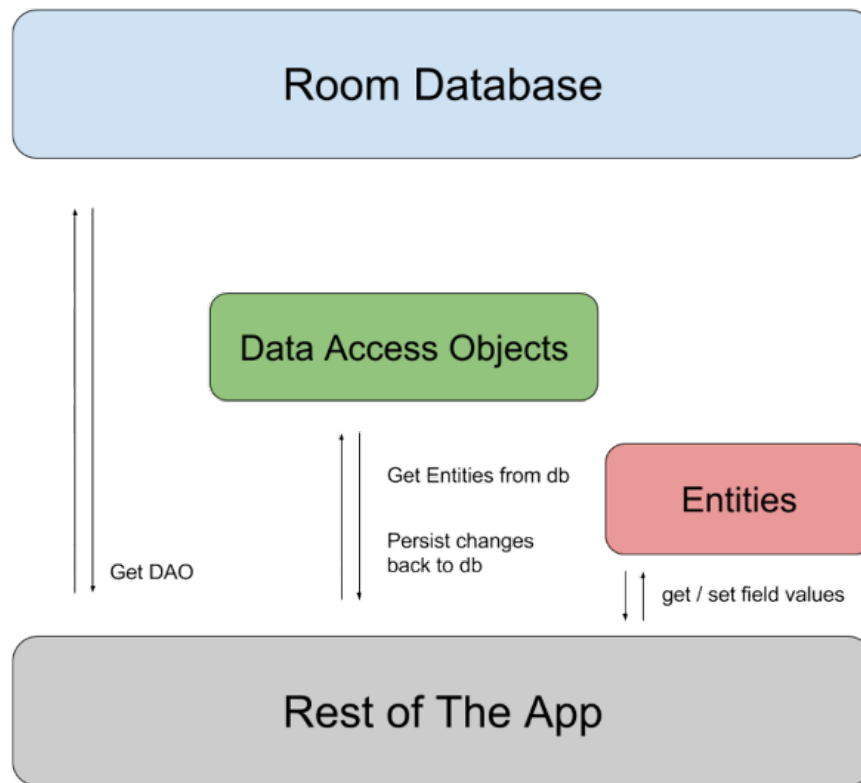 Room Database
Data Access Objects
Get Entities from db
Entities
Persist changes
back to db
Get DAO
get / set field values
Rest of The App